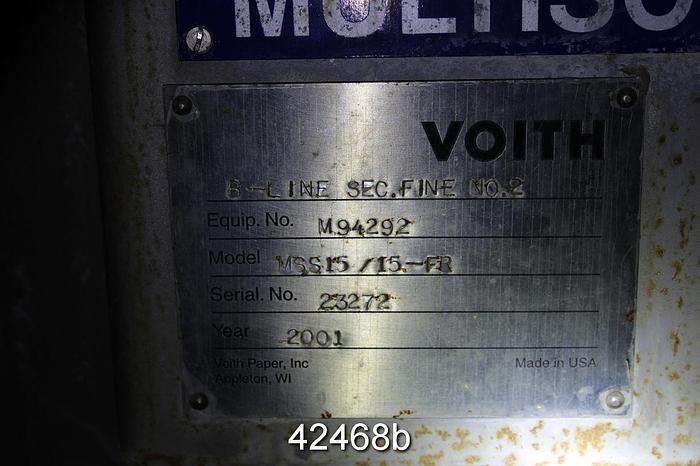 VOITH
B-LINE SEC.FINE NO.2
Equip. No. M94292
Model MSS15/15-FR
Serial. No. 23272
Year 2001
Voith Paper, Inc
Appleton, WI
Made in USA
42468b